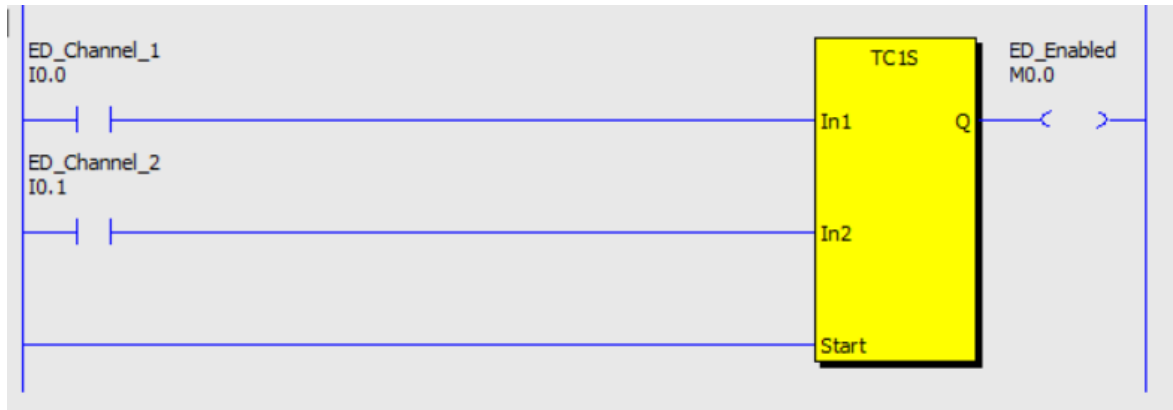 ED_Channel_1
I0.0
TC1S
ED_Enabled
M0.0
In1
Q
ED_Channel_2
I0.1
In2
Start